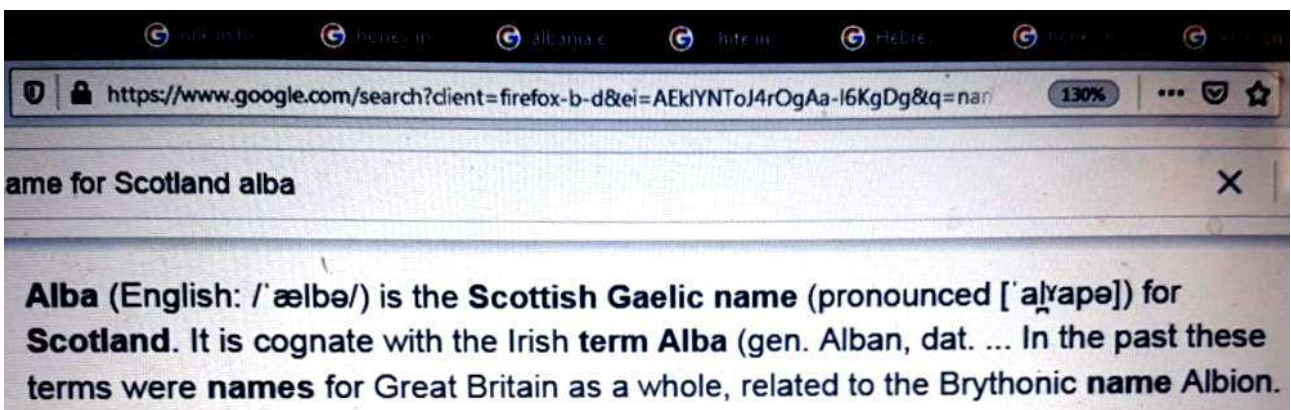 albania
Hebre
https://www.google.com/search?client=firefox-b-d&ei=AEklYNToJ4rOgAa-I6KgDg&q=nar
130%
ame for Scotland alba
Alba (English: /ˈælbə/) is the Scottish Gaelic name (pronounced [ˈal̪ˠapə]) for
Scotland. It is cognate with the Irish term Alba (gen. Alban, dat. ... In the past these
terms were names for Great Britain as a whole, related to the Brythonic name Albion.